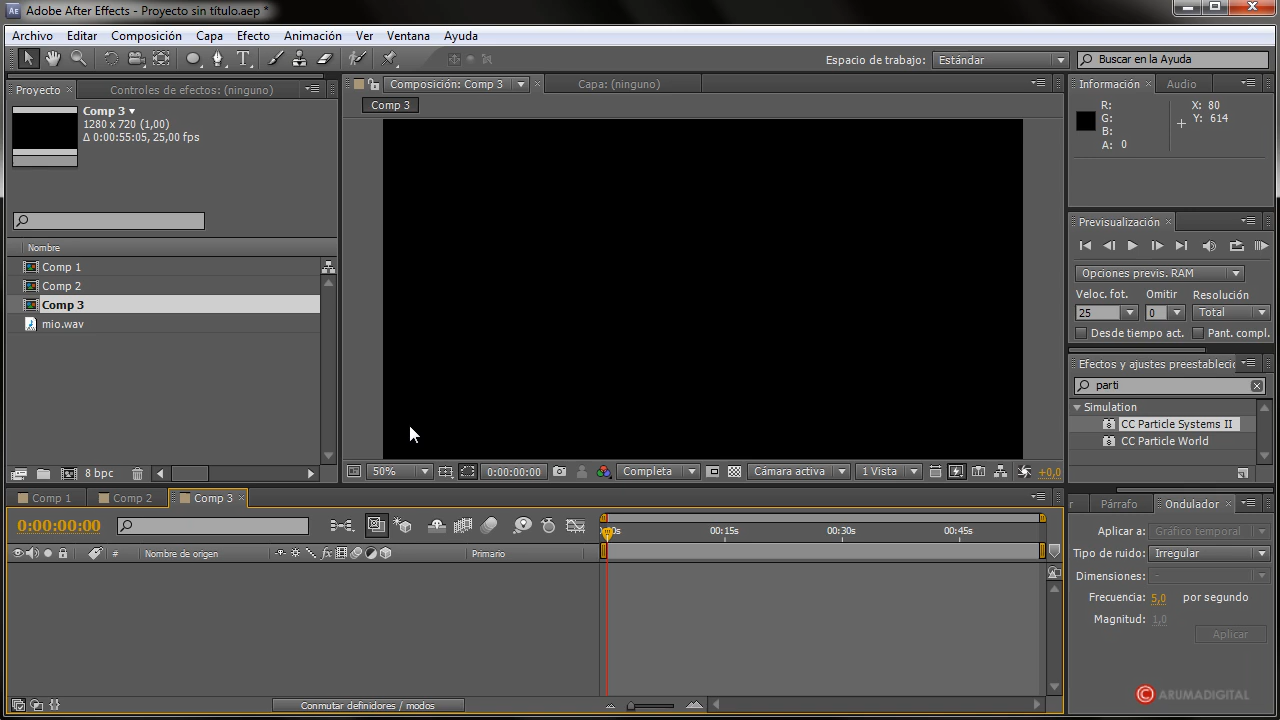 Adobe After Effects - Proyecto sin título.aep *
Archivo Editar Composición Capa Efecto Animación Ver Ventana Ayuda
Espacio de trabajo: Estándar Buscar en la Ayuda
Proyecto × Controles de efectos: (ninguno)
Comp 3
1280 x 720 (1,00)
Δ 0:00:55:05, 25,00 fps
Nombre
Comp 1
Comp 2
Comp 3
mio.wav
8 bpc
Composición: Comp 3 × Capa: (ninguno)
Comp 3
50% 0:00:00:00 Completa Cámara activa 1 Vista +0,0
Información × Audio
R: X: 80
G: Y: 614
B:
A: 0
Previsualización ×
Opciones previs. RAM
Veloc. fot. Omitir Resolución
25 0 Total
Desde tiempo act. Pant. compl.
Efectos y ajustes preestablecic
parti
Simulation
CC Particle Systems II
CC Particle World
Comp 1 Comp 2 Comp 3 ×
0:00:00:00
00:15s 00:30s 00:45s
# Nombre de origen fx Primario
Conmutar definidores / modos
r Párrafo Ondulador ×
Aplicar a: Gráfico temporal
Tipo de ruido: Irregular
Dimensiones: -
Frecuencia: 5,0 por segundo
Magnitud: 1,0
Aplicar
© ARUMADIGITAL